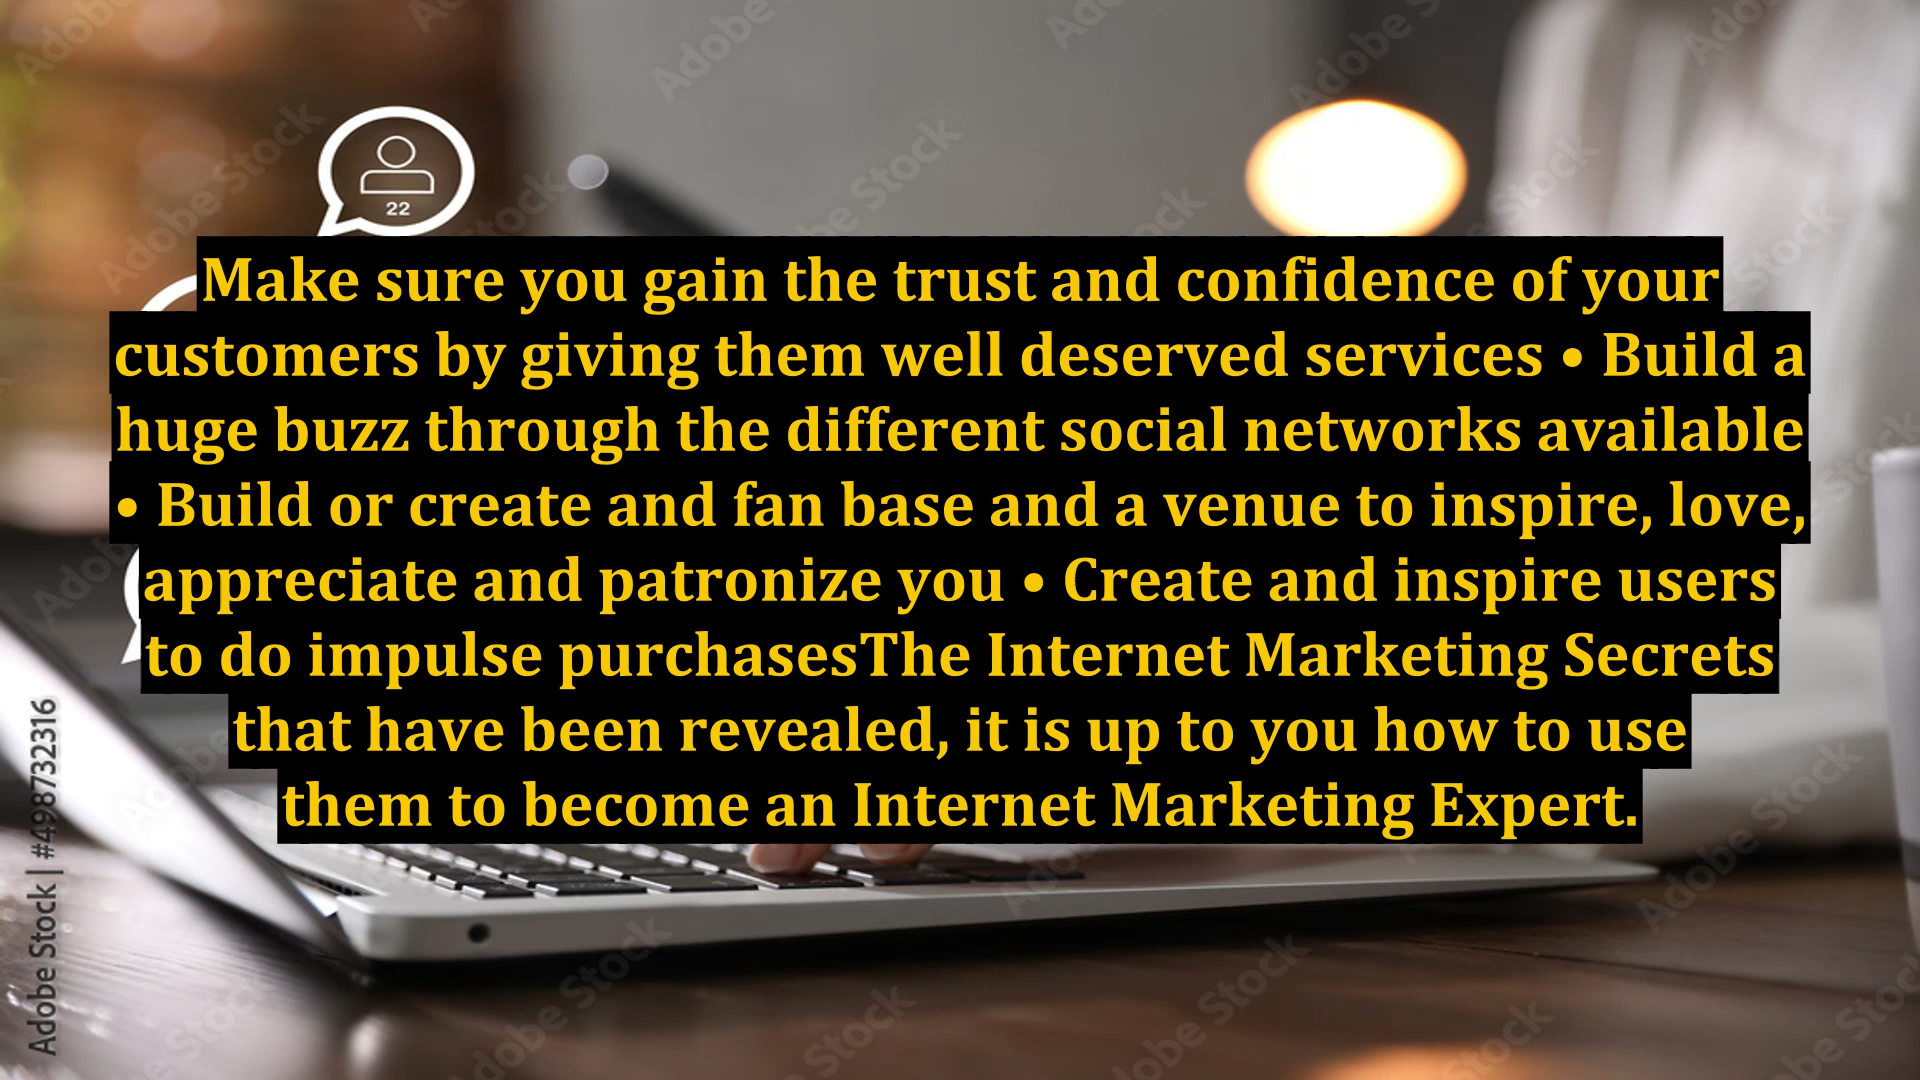 22
Make sure you gain the trust and confidence of your
customers by giving them well deserved services • Build a
huge buzz through the different social networks available
• Build or create and fan base and a venue to inspire, love,
appreciate and patronize you • Create and inspire users
to do impulse purchasesThe Internet Marketing Secrets
that have been revealed, it is up to you how to use
them to become an Internet Marketing Expert.
Adobe Stock | #498732316